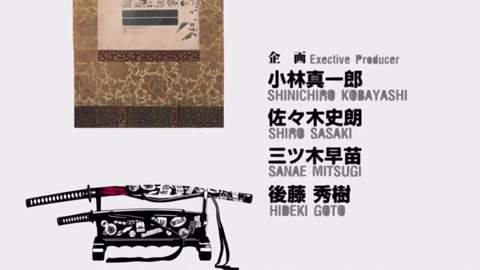 企 画 Exective Producer
小林真一郎
SHINICHIRO KOBAYASHI
佐々木史朗
SHIRO SASAKI
三ツ木早苗
SANAE MITSUGI
後藤 秀樹
HIDEKI GOTO